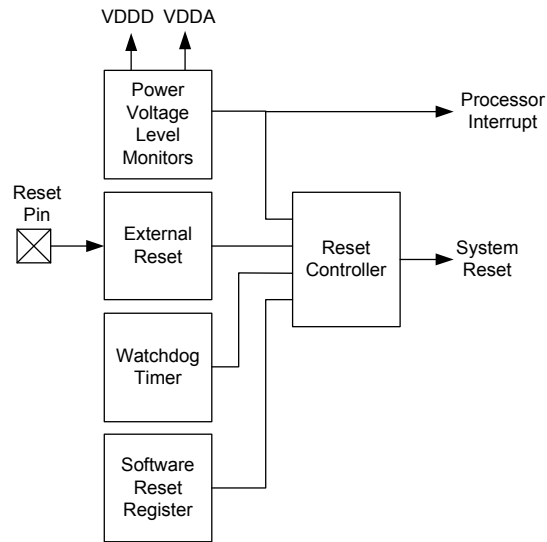 VDDD VDDA
Power
Voltage
Level
Monitors
Processor
Interrupt
Reset
Pin
External
Reset
Reset
Controller
System
Reset
Watchdog
Timer
Software
Reset
Register